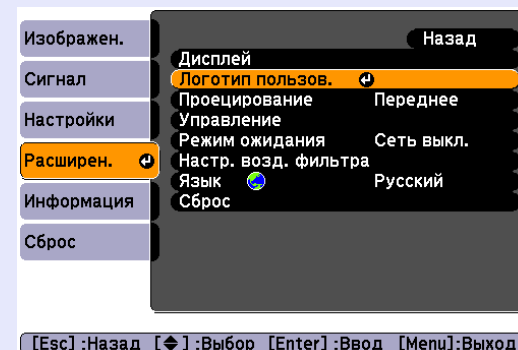 Изображен.
Сигнал
Настройки
Расширен.
Информация
Сброс
Назад
Дисплей
Логотип пользов.
Проецирование Переднее
Управление
Режим ожидания Сеть выкл.
Настр. возд. фильтра
Язык Русский
Сброс
[Esc] :Назад [◆] :Выбор [Enter] :Ввод [Menu]:Выход